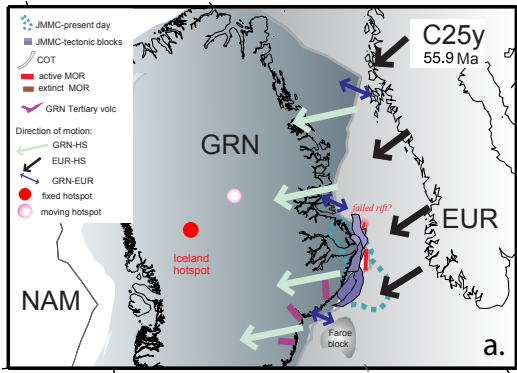 JMMC-present day
JMMC-tectonic blocks
COT
active MOR
extinct MOR
GRN Tertiary volc
Direction of motion:
GRN-HS
EUR-HS
GRN-EUR
fixed hotspot
moving hotspot
C25y
55.9 Ma
GRN
failed rift?
EUR
Iceland
hotspot
NAM
Faroe
block
a.